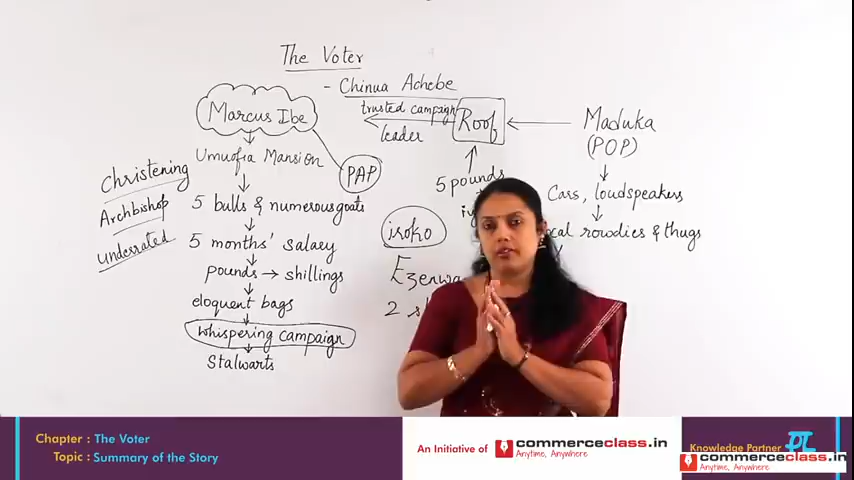 The Voter
- Chinua Achebe
Marcus Ibe
Umuofia Mansion
PAP
Christening
Archbishop
underrated
5 bulls & numerous goats
5 months' salary
pounds → shillings
eloquent bags
whispering campaign
Stalwarts
trusted campaign
leader
Roof
5 pounds
iroko
Ezenwa
2
Maduka
(POP)
Cars, loudspeakers
rowdies & thugs
Chapter : The Voter
Topic : Summary of the Story
An Initiative of commerceclass.in
Anytime, Anywhere
Knowledge Partner
commerceclass.in
Anytime, Anywhere